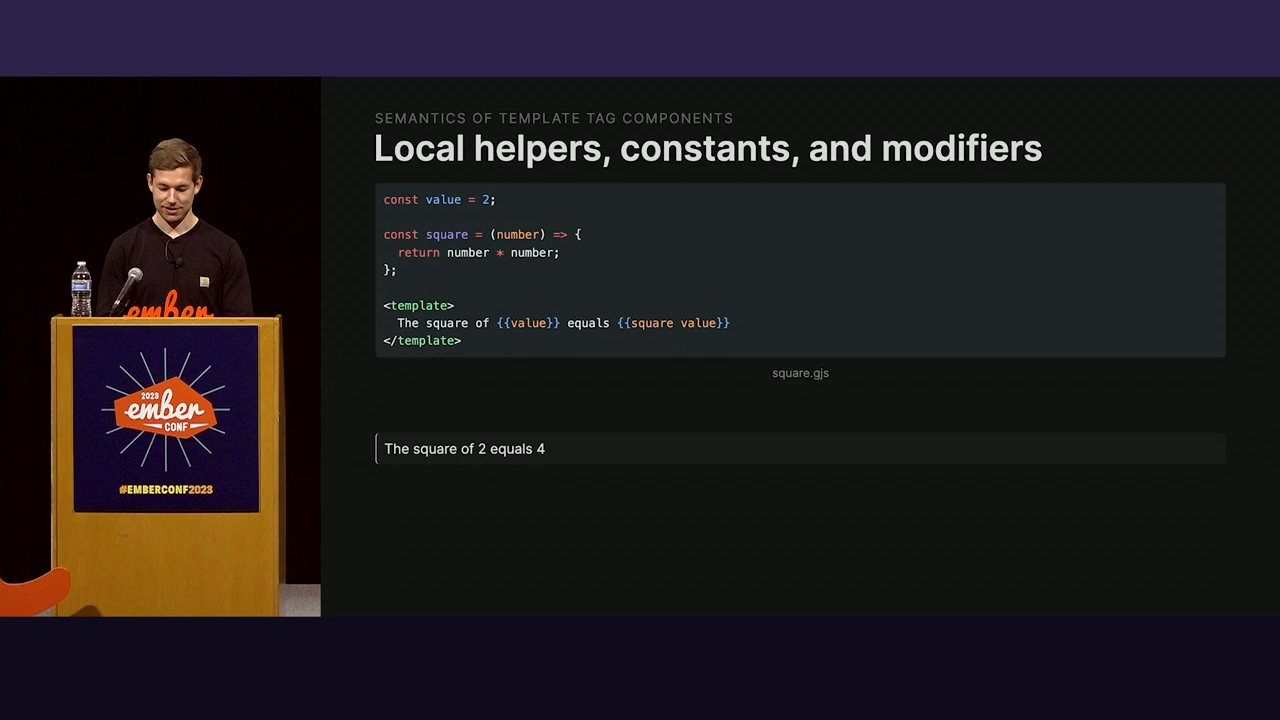 SEMANTICS OF TEMPLATE TAG COMPONENTS
Local helpers, constants, and modifiers
const value = 2;
const square = (number) => {
  return number * number;
};
<template>
  The square of {{value}} equals {{square value}}
</template>
square.gjs
The square of 2 equals 4
ember
2023
ember
CONF
#EMBERCONF2023